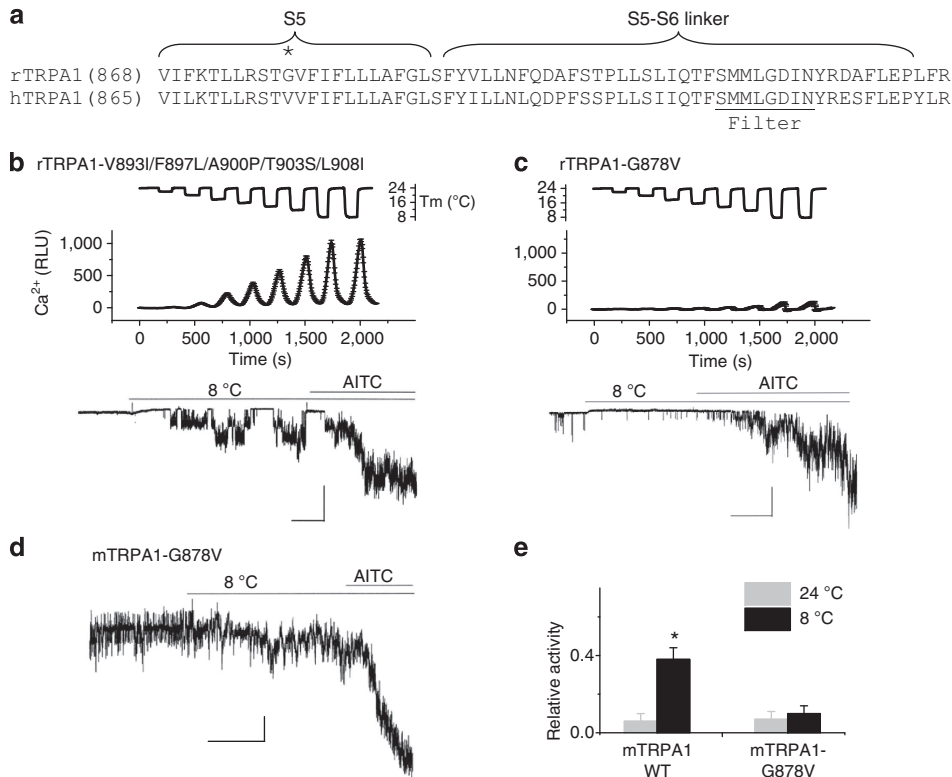 a
S5
S5-S6 linker
*
rTRPA1(868) VIFKTLLRSTGVFIFLLLAFGLSFYVLLNFQDAFSTPLLSLIQTFSMMLGDINYRDAFLEPLFR
hTRPA1(865) VILKTLLRSTVVFIFLLLAFGLSFYILLNLQDPFSSPLLSIIQTFSMMLGDINYRESFLEPYLR
Filter
b
rTRPA1-V893I/F897L/A900P/T903S/L908I
24
16
8
Tm (°C)
1,000
500
0
Ca²⁺ (RLU)
0 500 1,000 1,500 2,000
Time (s)
8 °C
AITC
c
rTRPA1-G878V
24
16
8
1,000
500
0
0 500 1,000 1,500 2,000
Time (s)
8 °C
AITC
d
mTRPA1-G878V
8 °C
AITC
e
24 °C
8 °C
Relative activity
0.4
0.0
*
mTRPA1 WT
mTRPA1-G878V